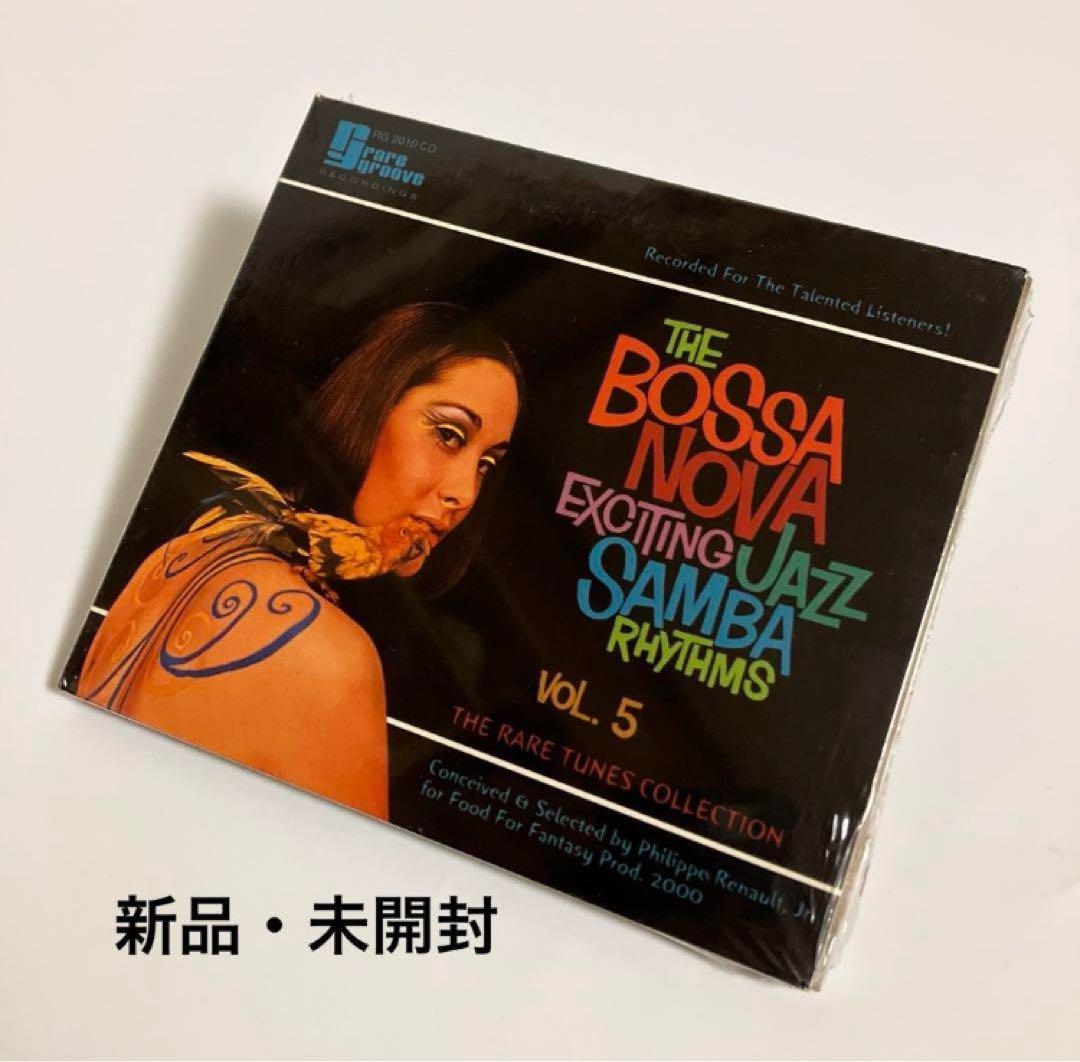 RG 2010 CD
rg rare
groove
RECORDINGS
Recorded For The Talented Listeners!
THE
BOSSA
NOVA
EXCITING JAZZ
SAMBA
RHYTHMS
VOL. 5
THE RARE TUNES COLLECTION
Conceived & Selected by Philippe Renault, Jr.
for Food For Fantasy Prod. 2000
新品・未開封